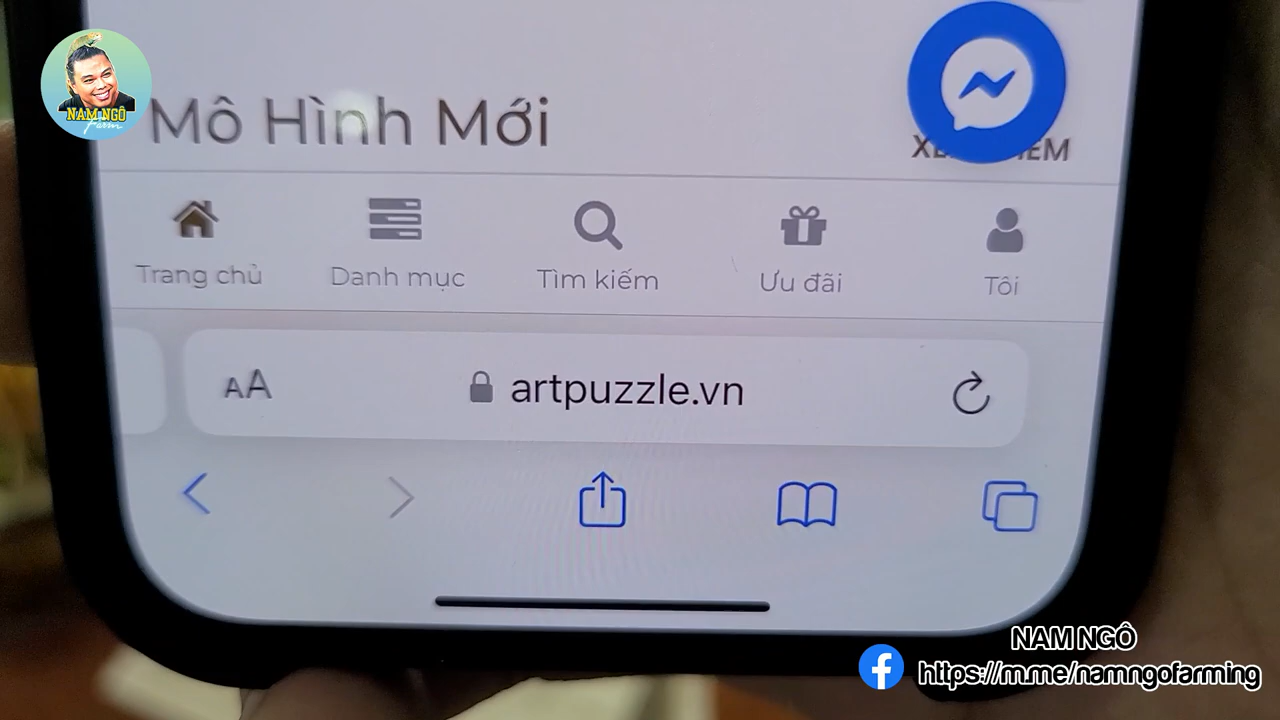 NAM NGÔ
Farm
Mô Hình Mới
Trang chủ
Danh mục
Tìm kiếm
Ưu đãi
Tôi
AA
artpuzzle.vn
NAM NGÔ
https://m.me/namngofarming